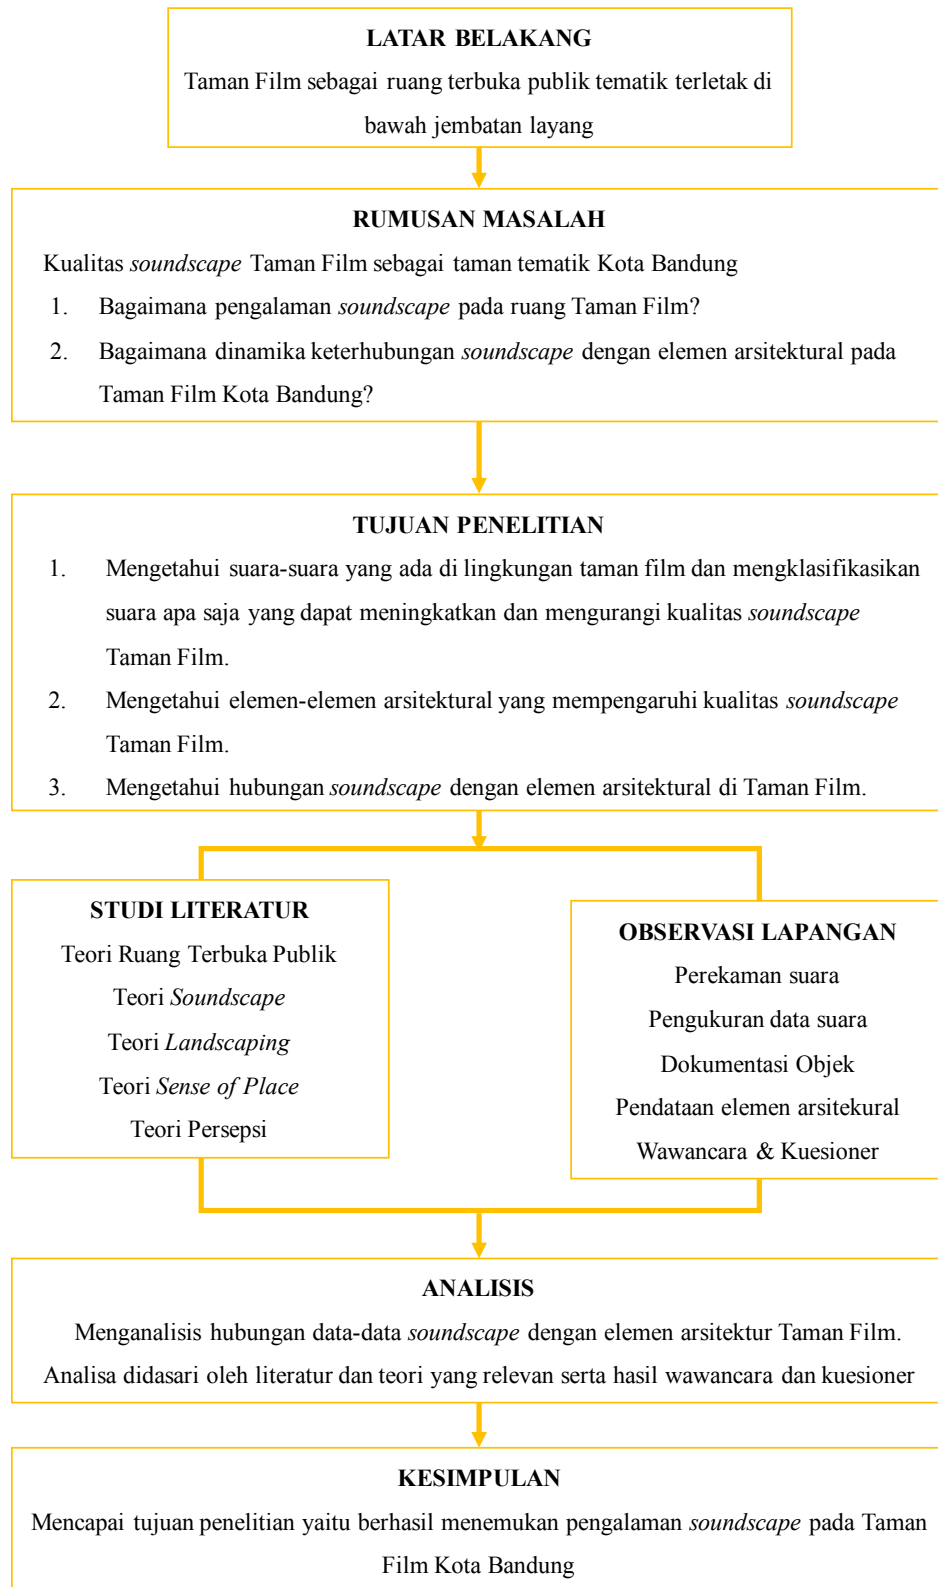 LATAR BELAKANG
Taman Film sebagai ruang terbuka publik tematik terletak di
bawah jembatan layang
RUMUSAN MASALAH
Kualitas soundscape Taman Film sebagai taman tematik Kota Bandung
1. Bagaimana pengalaman soundscape pada ruang Taman Film?
2. Bagaimana dinamika keterhubungan soundscape dengan elemen arsitektural pada
Taman Film Kota Bandung?
TUJUAN PENELITIAN
1. Mengetahui suara-suara yang ada di lingkungan taman film dan mengklasifikasikan
suara apa saja yang dapat meningkatkan dan mengurangi kualitas soundscape
Taman Film.
2. Mengetahui elemen-elemen arsitektural yang mempengaruhi kualitas soundscape
Taman Film.
3. Mengetahui hubungan soundscape dengan elemen arsitektural di Taman Film.
STUDI LITERATUR
Teori Ruang Terbuka Publik
Teori Soundscape
Teori Landscaping
Teori Sense of Place
Teori Persepsi
OBSERVASI LAPANGAN
Perekaman suara
Pengukuran data suara
Dokumentasi Objek
Pendataan elemen arsitekural
Wawancara & Kuesioner
ANALISIS
Menganalisis hubungan data-data soundscape dengan elemen arsitektur Taman Film.
Analisa didasari oleh literatur dan teori yang relevan serta hasil wawancara dan kuesioner
KESIMPULAN
Mencapai tujuan penelitian yaitu berhasil menemukan pengalaman soundscape pada Taman
Film Kota Bandung